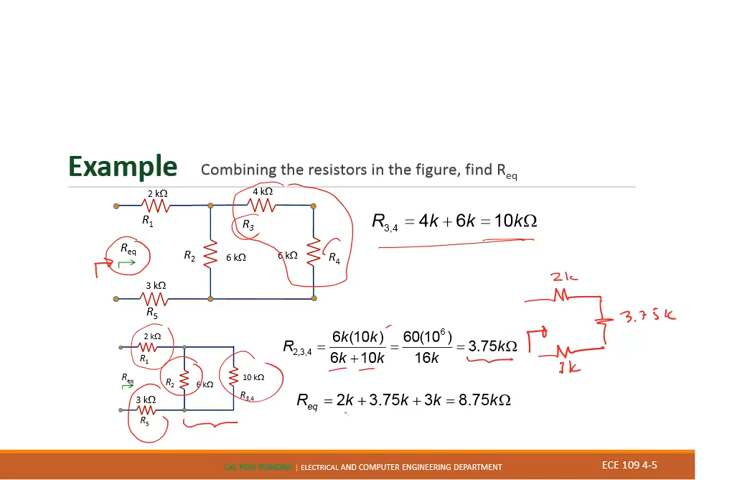 Example
Combining the resistors in the figure, find Req
2 kΩ
R1
4 kΩ
R3
Req
R2
6 kΩ
6 kΩ
R4
3 kΩ
R5
R3,4 = 4k + 6k = 10kΩ
2k
3.75k
3k
2 kΩ
R1
Req
R2
6 kΩ
10 kΩ
R3,4
3 kΩ
R5
R2,3,4 = 6k(10k) / 6k + 10k = 60(10^6) / 16k = 3.75kΩ
Req = 2k + 3.75k + 3k = 8.75kΩ
CAL POLY POMONA | ELECTRICAL AND COMPUTER ENGINEERING DEPARTMENT
ECE 109 4-5